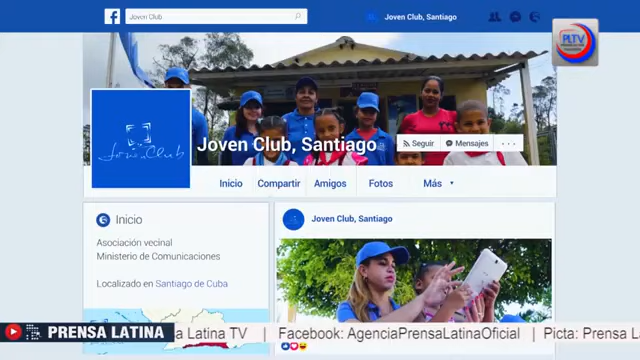 Joven Club
Joven Club, Santiago
PLTV
Joven Club
Joven Club, Santiago
Seguir
Mensajes
Inicio
Compartir
Amigos
Fotos
Más
Inicio
Asociación vecinal
Ministerio de Comunicaciones
Localizado en Santiago de Cuba
Joven Club, Santiago
PRENSA LATINA
a Latina TV | Facebook: AgenciaPrensaLatinaOficial | Picta: Prensa L